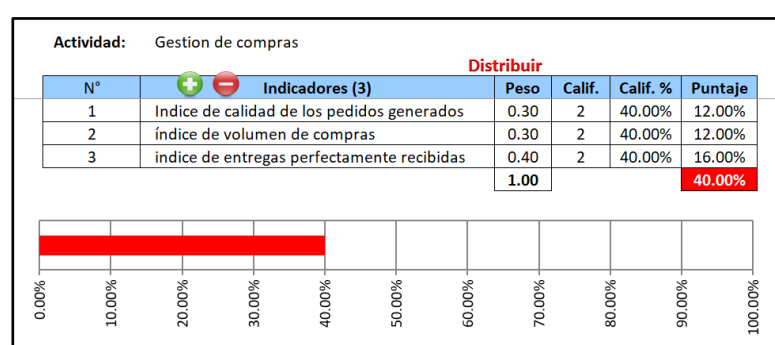 Actividad: Gestion de compras
Distribuir
N° Indicadores (3) Peso Calif. Calif. % Puntaje
1 Indice de calidad de los pedidos generados 0.30 2 40.00% 12.00%
2 índice de volumen de compras 0.30 2 40.00% 12.00%
3 indice de entregas perfectamente recibidas 0.40 2 40.00% 16.00%
1.00 40.00%
0.00% 10.00% 20.00% 30.00% 40.00% 50.00% 60.00% 70.00% 80.00% 90.00% 100.00%